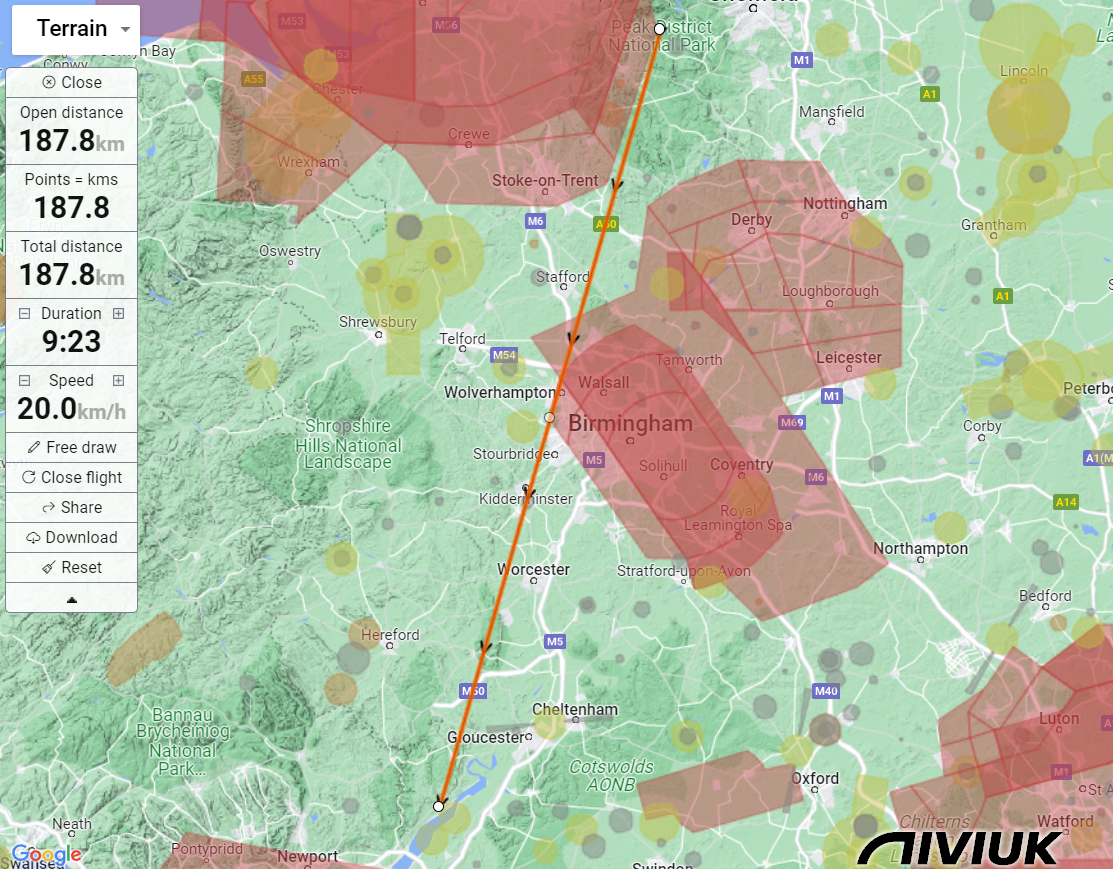 Terrain
Close
Open distance
187.8km
Points = kms
187.8
Total distance
187.8km
Duration
9:23
Speed
20.0km/h
Free draw
Close flight
Share
Download
Reset
M53
M56
Peak District
National Park
Conwy
M53
A55
Chester
M1
Lincoln
A1
Mansfield
Crewe
Wrexham
Stoke-on-Trent
M6
A50
Derby
Nottingham
Grantham
Oswestry
Stafford
Loughborough
A1
Shrewsbury
Telford
M54
Tamworth
Leicester
Walsall
Wolverhampton
M1
Birmingham
M69
Corby
Shropshire
Hills National
Landscape
Stourbridge
M5
Solihull
Coventry
M6
A1(M
Kidderminster
A14
Royal
Leamington Spa
Northampton
Worcester
Stratford-upon-Avon
Bedford
Hereford
M5
M50
M40
Bannau
Brycheiniog
National
Park...
Cheltenham
Gloucester
Luton
Cotswolds
AONB
Oxford
M1
St A
Neath
Chilterns
Watford
Pontypridd
Newport
Swansea
Google
Swindon
NIVIUK